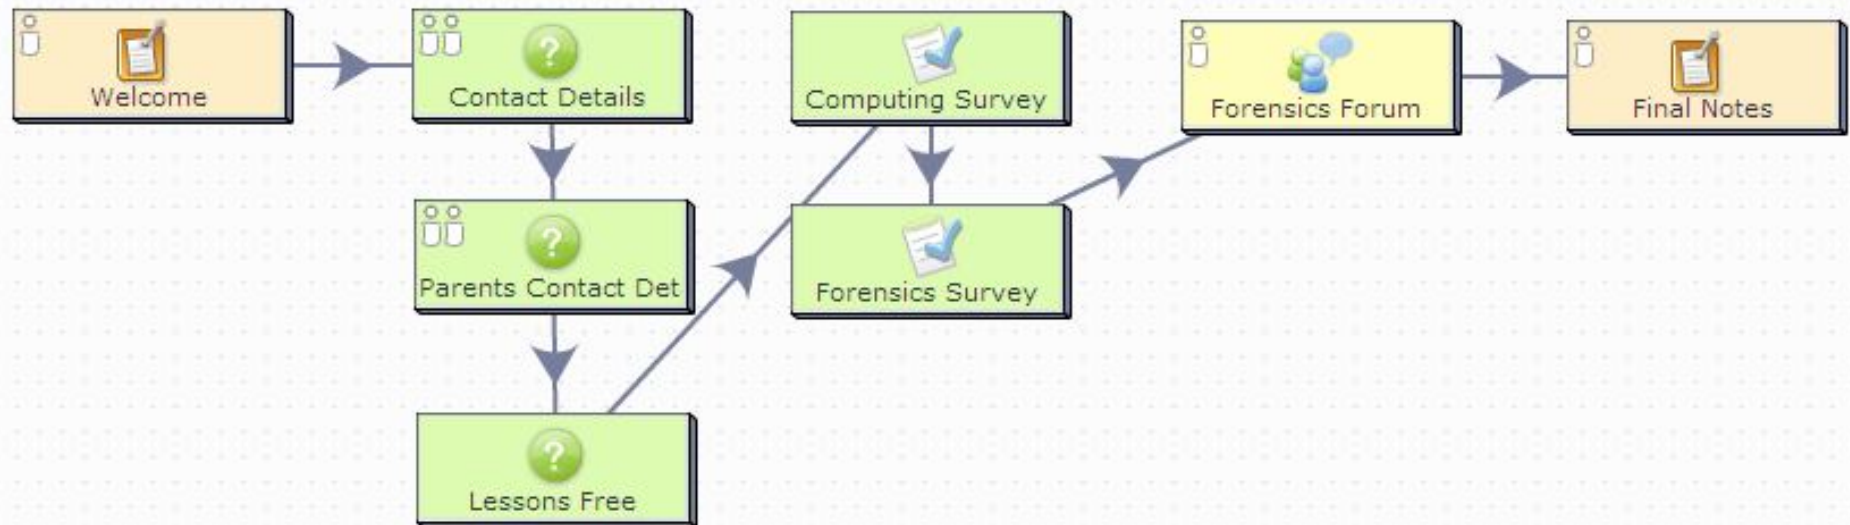 Welcome
Contact Details
Parents Contact Det
Lessons Free
Computing Survey
Forensics Survey
Forensics Forum
Final Notes